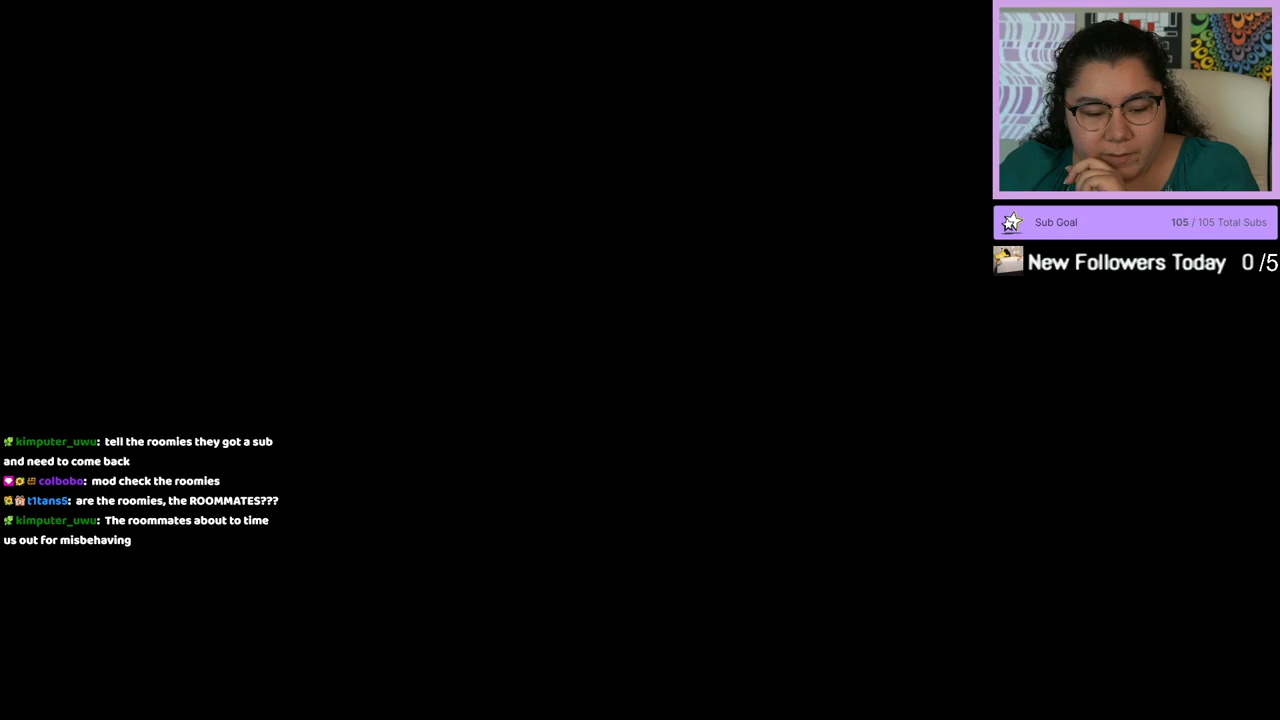 Sub Goal 105 / 105 Total Subs
New Followers Today 0 /5
kimputer_uwu: tell the roomies they got a sub
and need to come back
colbobo: mod check the roomies
t1tans5: are the roomies, the ROOMMATES???
kimputer_uwu: The roommates about to time
us out for misbehaving